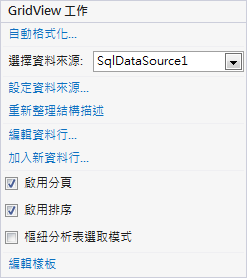 GridView 工作
自動格式化...
選擇資料來源: SqlDataSource1
設定資料來源...
重新整理結構描述
編輯資料行...
加入新資料行...
啟用分頁
啟用排序
樞紐分析表選取模式
編輯樣板